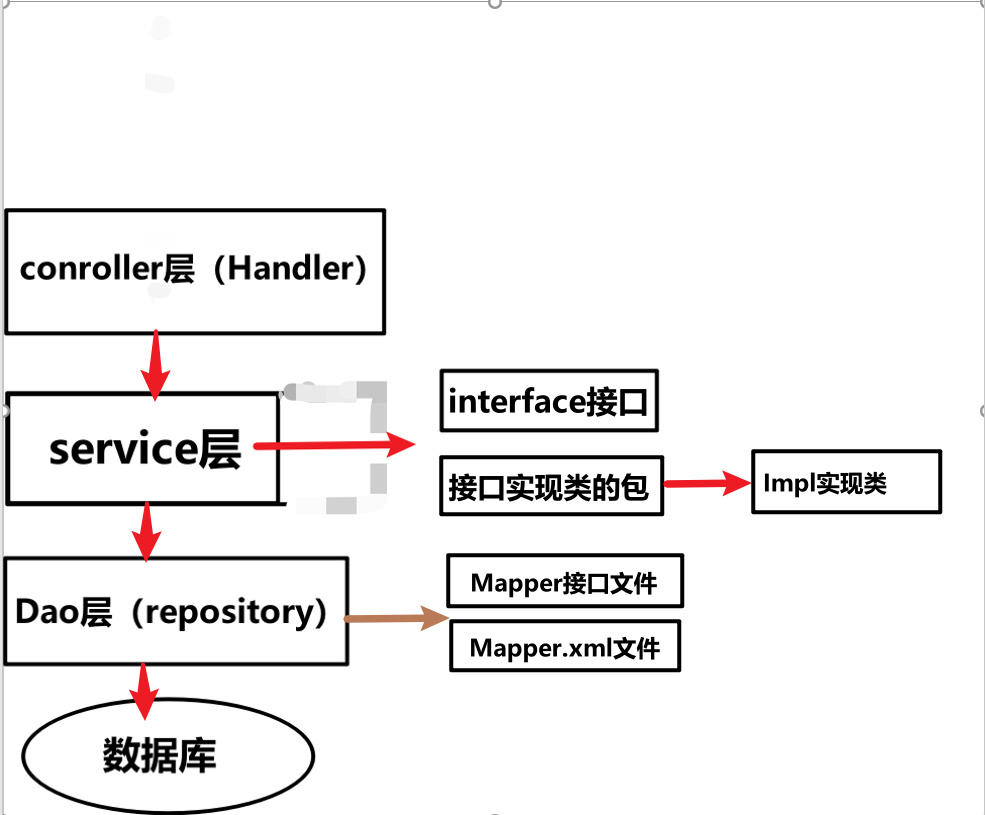 conroller层（Handler）
interface接口
service层
接口实现类的包
Impl实现类
Mapper接口文件
Dao层（repository）
Mapper.xml文件
数据库